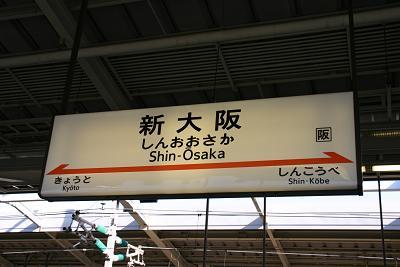 新大阪
しんおおさか
Shin-Ōsaka
阪
きょうと
Kyōto
しんこうべ
Shin-Kōbe